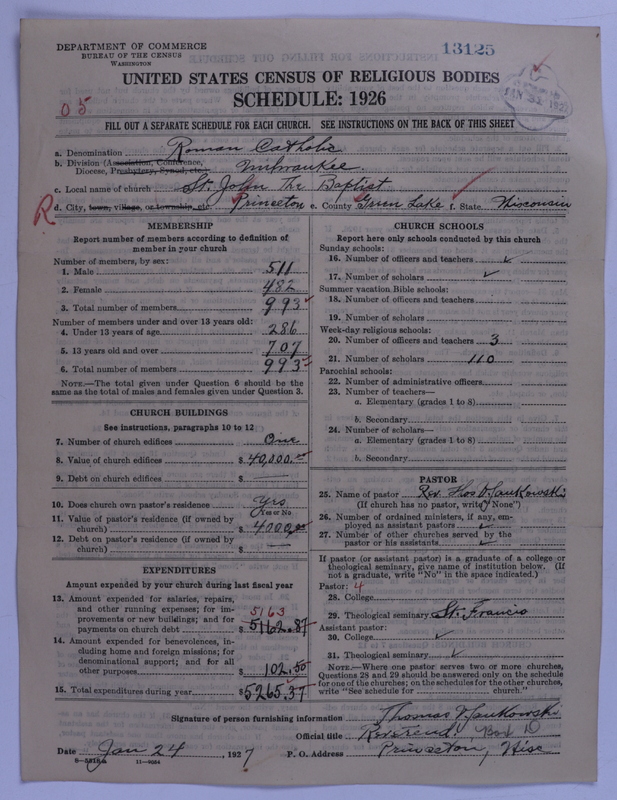 DEPARTMENT OF COMMERCE
BUREAU OF THE CENSUS
WASHINGTON
13125
UNITED STATES CENSUS OF RELIGIOUS BODIES
SCHEDULE: 1926
05
FILL OUT A SEPARATE SCHEDULE FOR EACH CHURCH. SEE INSTRUCTIONS ON THE BACK OF THIS SHEET
a. Denomination Roman Catholic
b. Division (Association, Conference,
Diocese, Presbytery, Synod, etc. Milwaukee.
c. Local name of church St. John The Baptist
R d. City, town, village, or township, etc. Princeton e. County Green Lake f. State Wisconsin
MEMBERSHIP
Report number of members according to definition of
member in your church
Number of members, by sex:
1. Male 511
2. Female 482
3. Total number of members 993
Number of members under and over 13 years old:
4. Under 13 years of age 286
5. 13 years old and over 707
6. Total number of members 993
NOTE.—The total given under Question 6 should be the
same as the total of males and females given under Question 3.
CHURCH BUILDINGS
See instructions, paragraphs 10 to 12
7. Number of church edifices One
8. Value of church edifices $ 40,000.00
9. Debt on church edifices $ —
10. Does church own pastor's residence Yes
Yes or No
11. Value of pastor's residence (if owned by
church) $ 4000.00
12. Debt on pastor's residence (if owned by
church) $ —
EXPENDITURES
Amount expended by your church during last fiscal year
13. Amount expended for salaries, repairs,
and other running expenses; for im-
provements or new buildings; and for
payments on church debt $ 5162.87
5163
14. Amount expended for benevolences, in-
cluding home and foreign missions; for
denominational support; and for all
other purposes $ 102.50
15. Total expenditures during year $ 5265.37
CHURCH SCHOOLS
Report here only schools conducted by this church
Sunday schools:
16. Number of officers and teachers
17. Number of scholars
Summer vacation Bible schools:
18. Number of officers and teachers
19. Number of scholars
Week-day religious schools:
20. Number of officers and teachers 3
21. Number of scholars 110
Parochial schools:
22. Number of administrative officers
23. Number of teachers—
a. Elementary (grades 1 to 8)
b. Secondary
24. Number of scholars—
a. Elementary (grades 1 to 8)
b. Secondary
PASTOR
25. Name of pastor Rev. Thos D. Jankowski
(If church has no pastor, write "None")
26. Number of ordained ministers, if any, em-
ployed as assistant pastors
27. Number of other churches served by the
pastor or his assistants
If pastor (or assistant pastor) is a graduate of a college or
theological seminary, give name of institution below. (If
not a graduate, write "No" in the space indicated.)
Pastor: 4
28. College
29. Theological seminary St. Francis
Assistant pastor:
30. College
31. Theological seminary
NOTE.—Where one pastor serves two or more churches,
Questions 28 and 29 should be answered only on the schedule
for one of the churches; on the schedules for the other churches,
write "See schedule for church."
Signature of person furnishing information Thomas D. Jankowski
Official title Reverend. Box D
Date Jan 24, 1927 P. O. Address Princeton, Wisc
11—9064